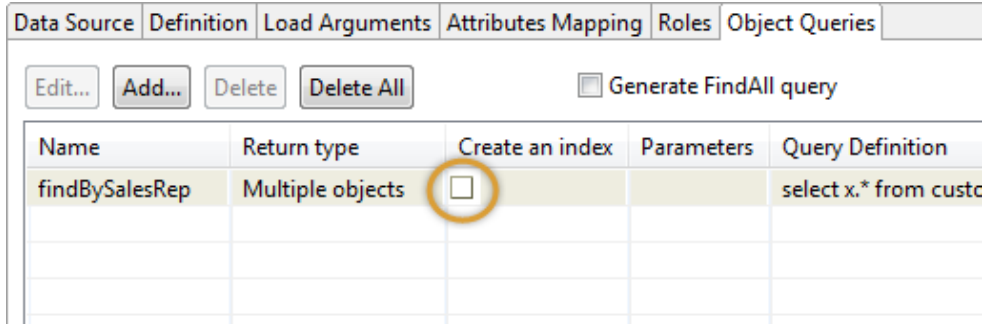 Data Source Definition Load Arguments Attributes Mapping Roles Object Queries
Edit... Add... Delete Delete All Generate FindAll query
Name Return type Create an index Parameters Query Definition
findBySalesRep Multiple objects select x.* from custo